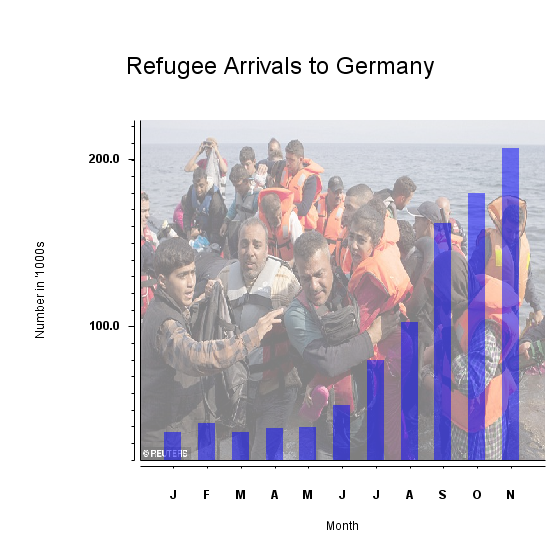 Refugee Arrivals to Germany
200.0
100.0
Number in '1000s
© REUTERS
J F M A M J J A S O N
Month